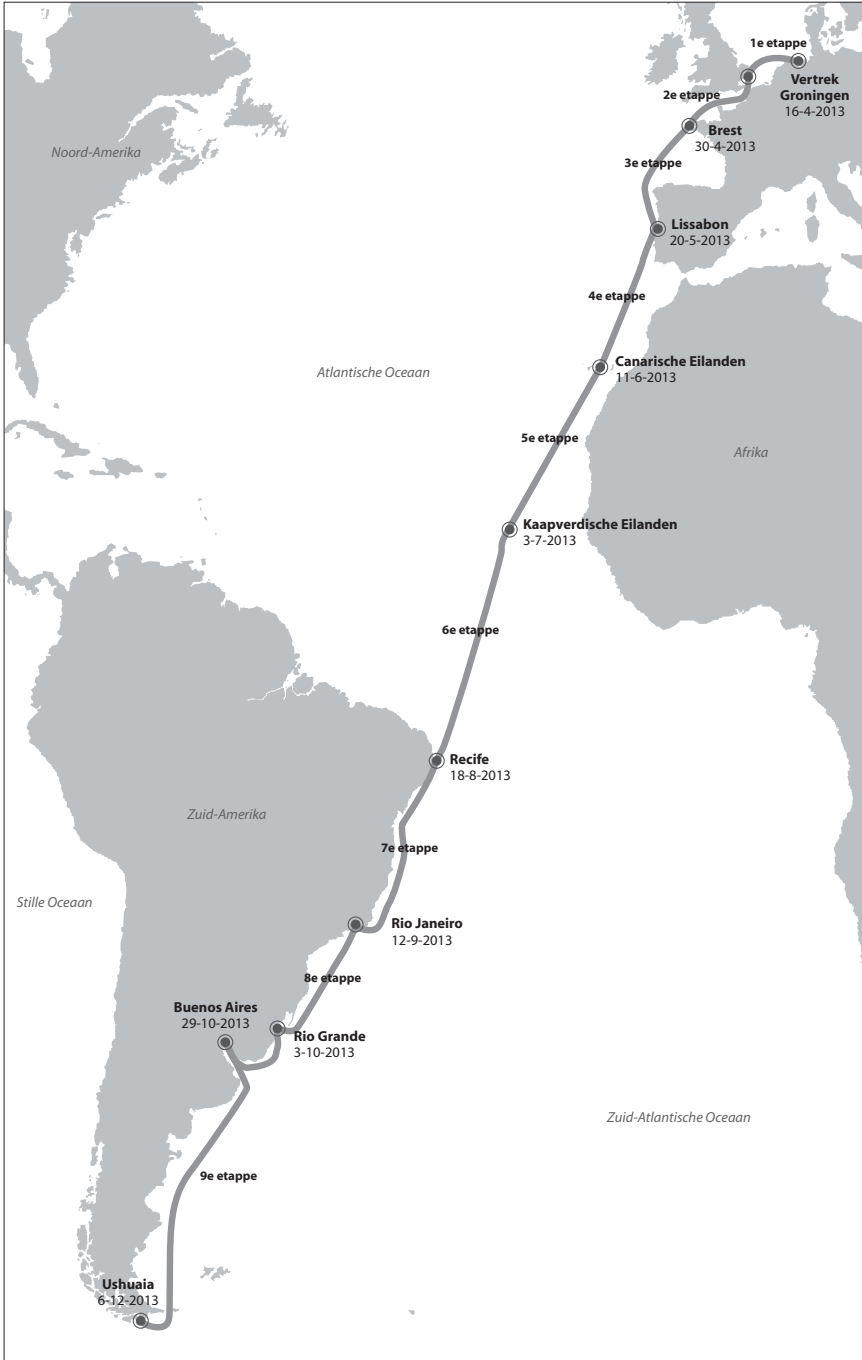 1e etappe
Vertrek
Groningen
16-4-2013
2e etappe
Brest
30-4-2013
Noord-Amerika
3e etappe
Lissabon
20-5-2013
4e etappe
Canarische Eilanden
11-6-2013
Atlantische Oceaan
5e etappe
Afrika
Kaapverdische Eilanden
3-7-2013
6e etappe
Recife
18-8-2013
Zuid-Amerika
7e etappe
Stille Oceaan
Rio Janeiro
12-9-2013
8e etappe
Buenos Aires
29-10-2013
Rio Grande
3-10-2013
Zuid-Atlantische Oceaan
9e etappe
Ushuaia
6-12-2013